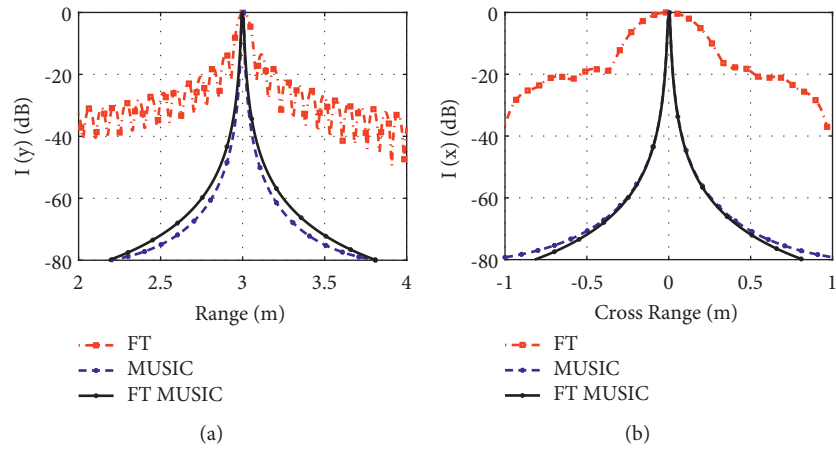 0
-20
-40
-60
-80
I (y) (dB)
2
2.5
3
3.5
4
Range (m)
FT
MUSIC
FT MUSIC
(a)
0
-20
-40
-60
-80
I (x) (dB)
-1
-0.5
0
0.5
1
Cross Range (m)
FT
MUSIC
FT MUSIC
(b)